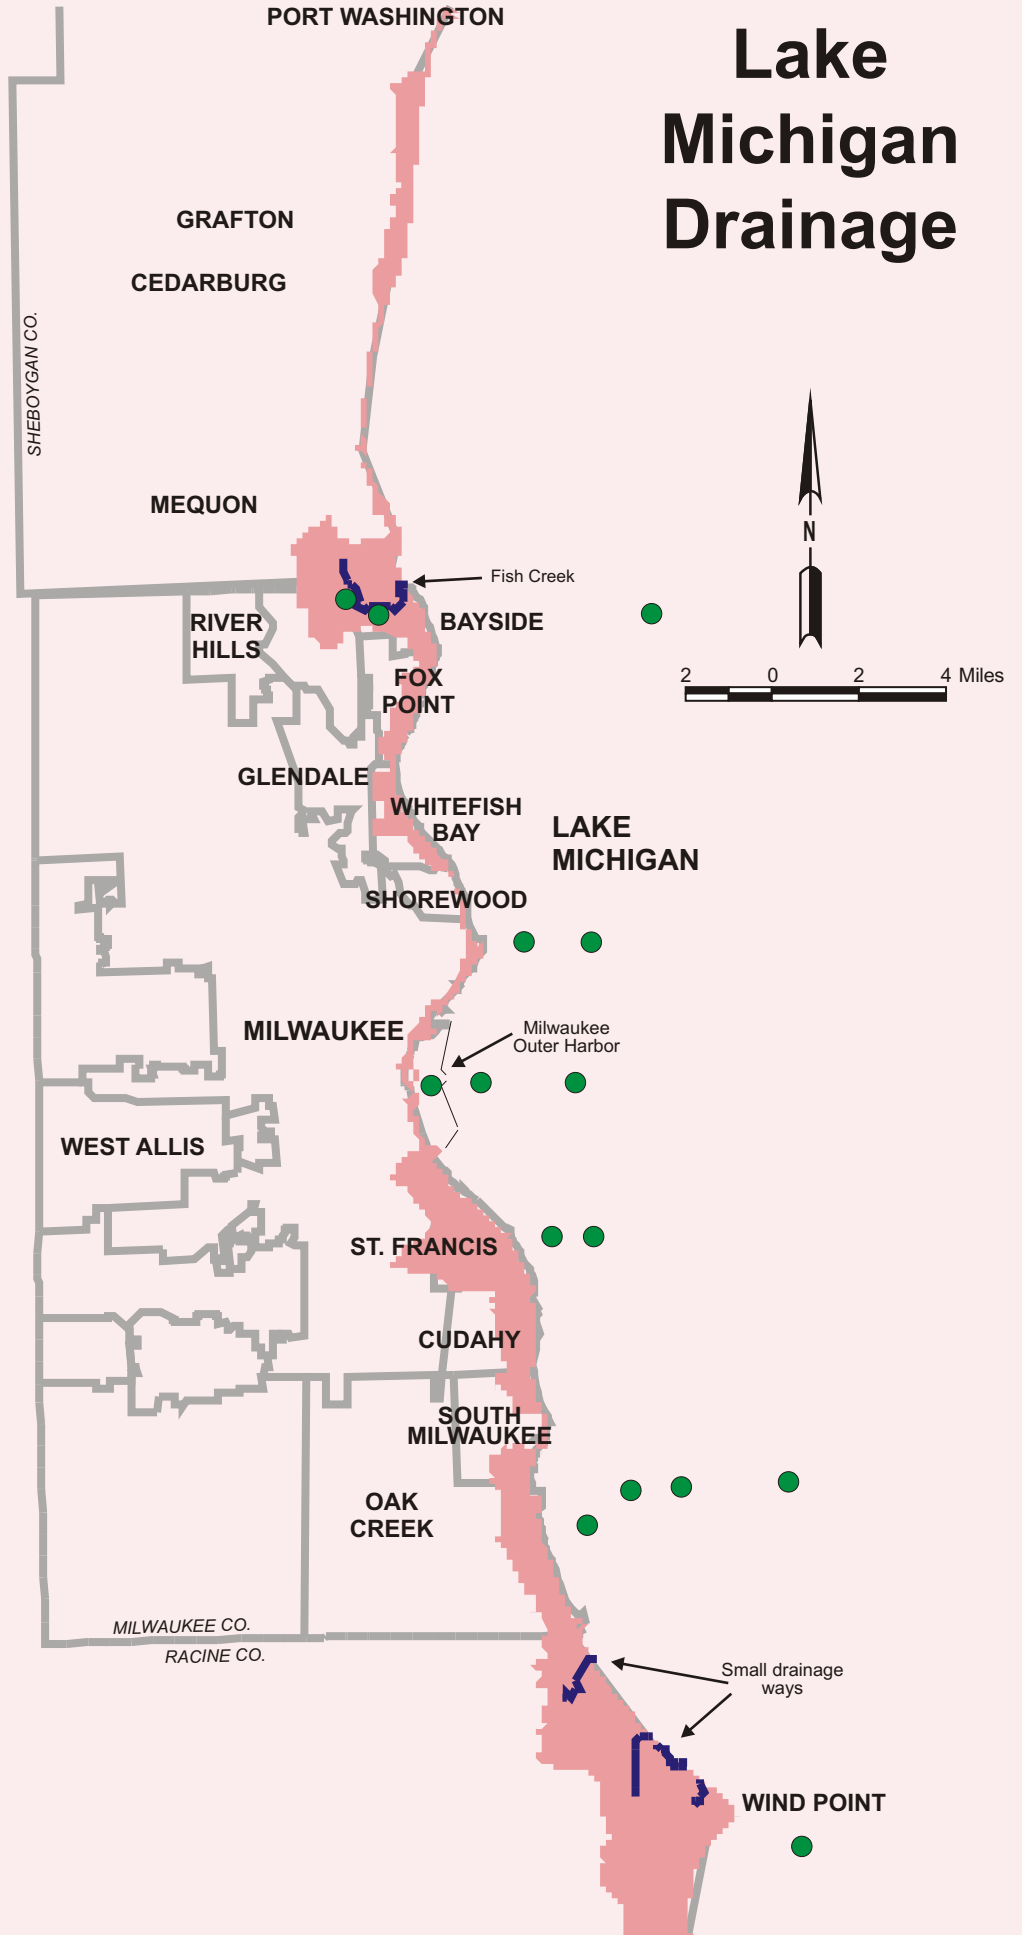 PORT WASHINGTON
Lake
Michigan
Drainage
GRAFTON
CEDARBURG
SHEBOYGAN CO.
MEQUON
N
Fish Creek
RIVER
HILLS
BAYSIDE
FOX
POINT
2 0 2 4 Miles
GLENDALE
WHITEFISH
BAY
LAKE
MICHIGAN
SHOREWOOD
MILWAUKEE
Milwaukee
Outer Harbor
WEST ALLIS
ST. FRANCIS
CUDAHY
SOUTH
MILWAUKEE
OAK
CREEK
MILWAUKEE CO.
RACINE CO.
Small drainage
ways
WIND POINT